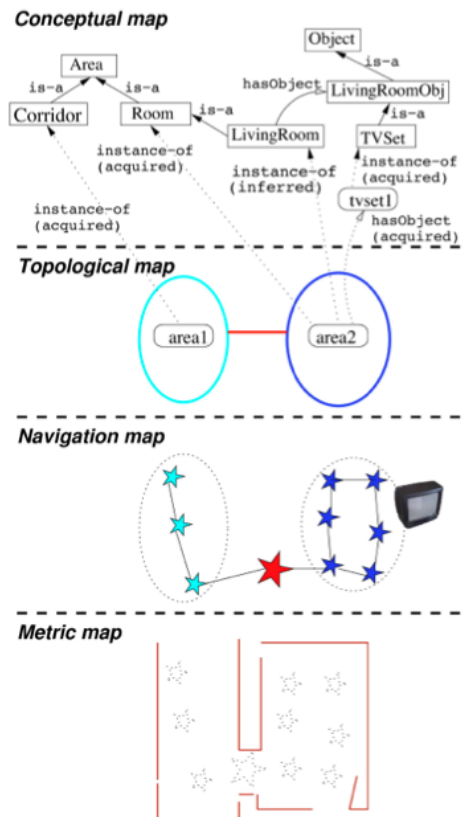 Conceptual map
Object
Area
is-a
is-a
is-a
hasObject
LivingRoomObj
Corridor
Room
is-a
is-a
LivingRoom
TVSet
instance-of
(acquired)
instance-of
(inferred)
instance-of
(acquired)
tvset1
instance-of
(acquired)
hasObject
(acquired)
Topological map
area1
area2
Navigation map
Metric map